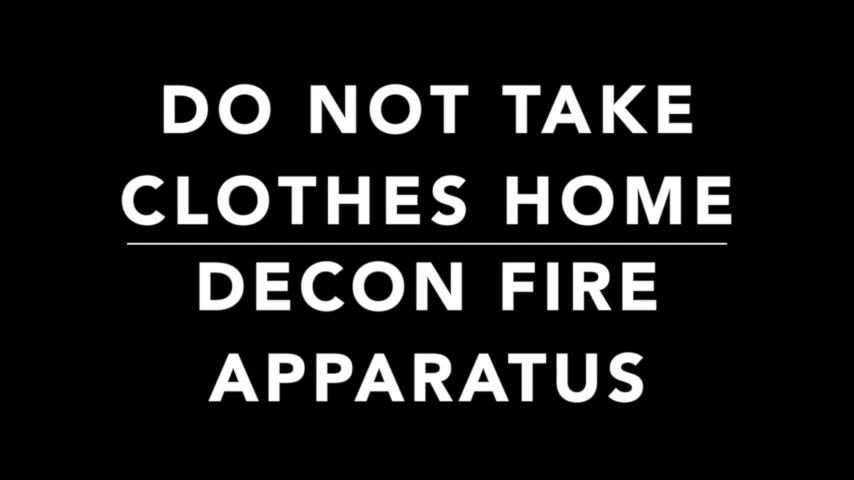 DO NOT TAKE
CLOTHES HOME
DECON FIRE
APPARATUS